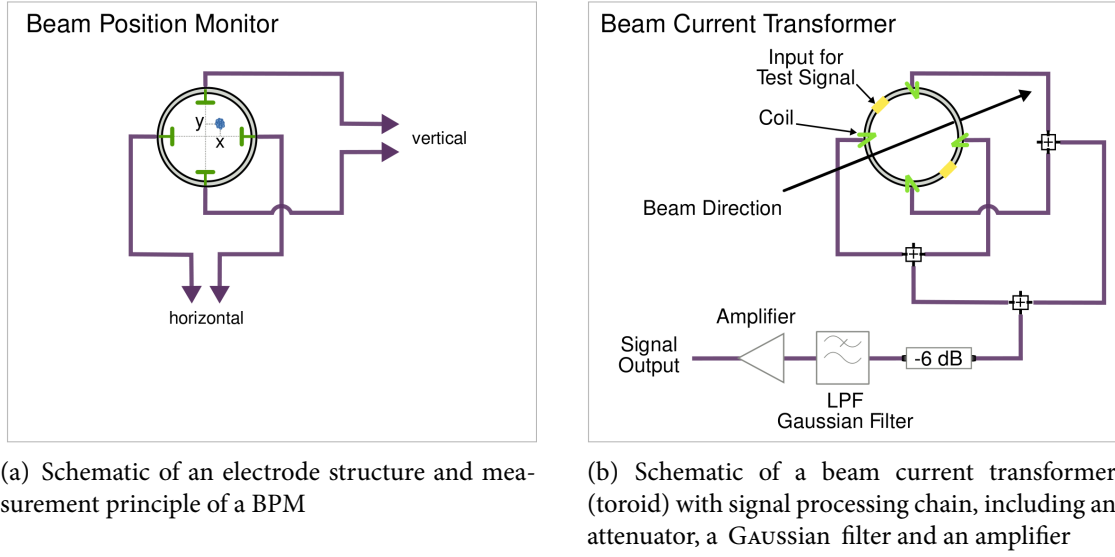 Beam Position Monitor
y
x
vertical
horizontal
(a) Schematic of an electrode structure and mea-
surement principle of a BPM
Beam Current Transformer
Input for
Test Signal
Coil
Beam Direction
+
+
+
Amplifier
Signal
Output
-6 dB
LPF
Gaussian Filter
(b) Schematic of a beam current transformer
(toroid) with signal processing chain, including an
attenuator, a GAUSSian filter and an amplifier